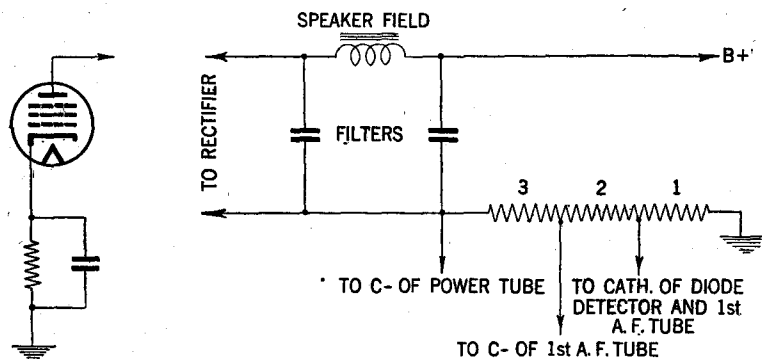 SPEAKER FIELD
B+
TO RECTIFIER
FILTERS
3 2 1
TO C- OF POWER TUBE
TO CATH. OF DIODE
DETECTOR AND 1st
A.F. TUBE
TO C- OF 1st A.F. TUBE